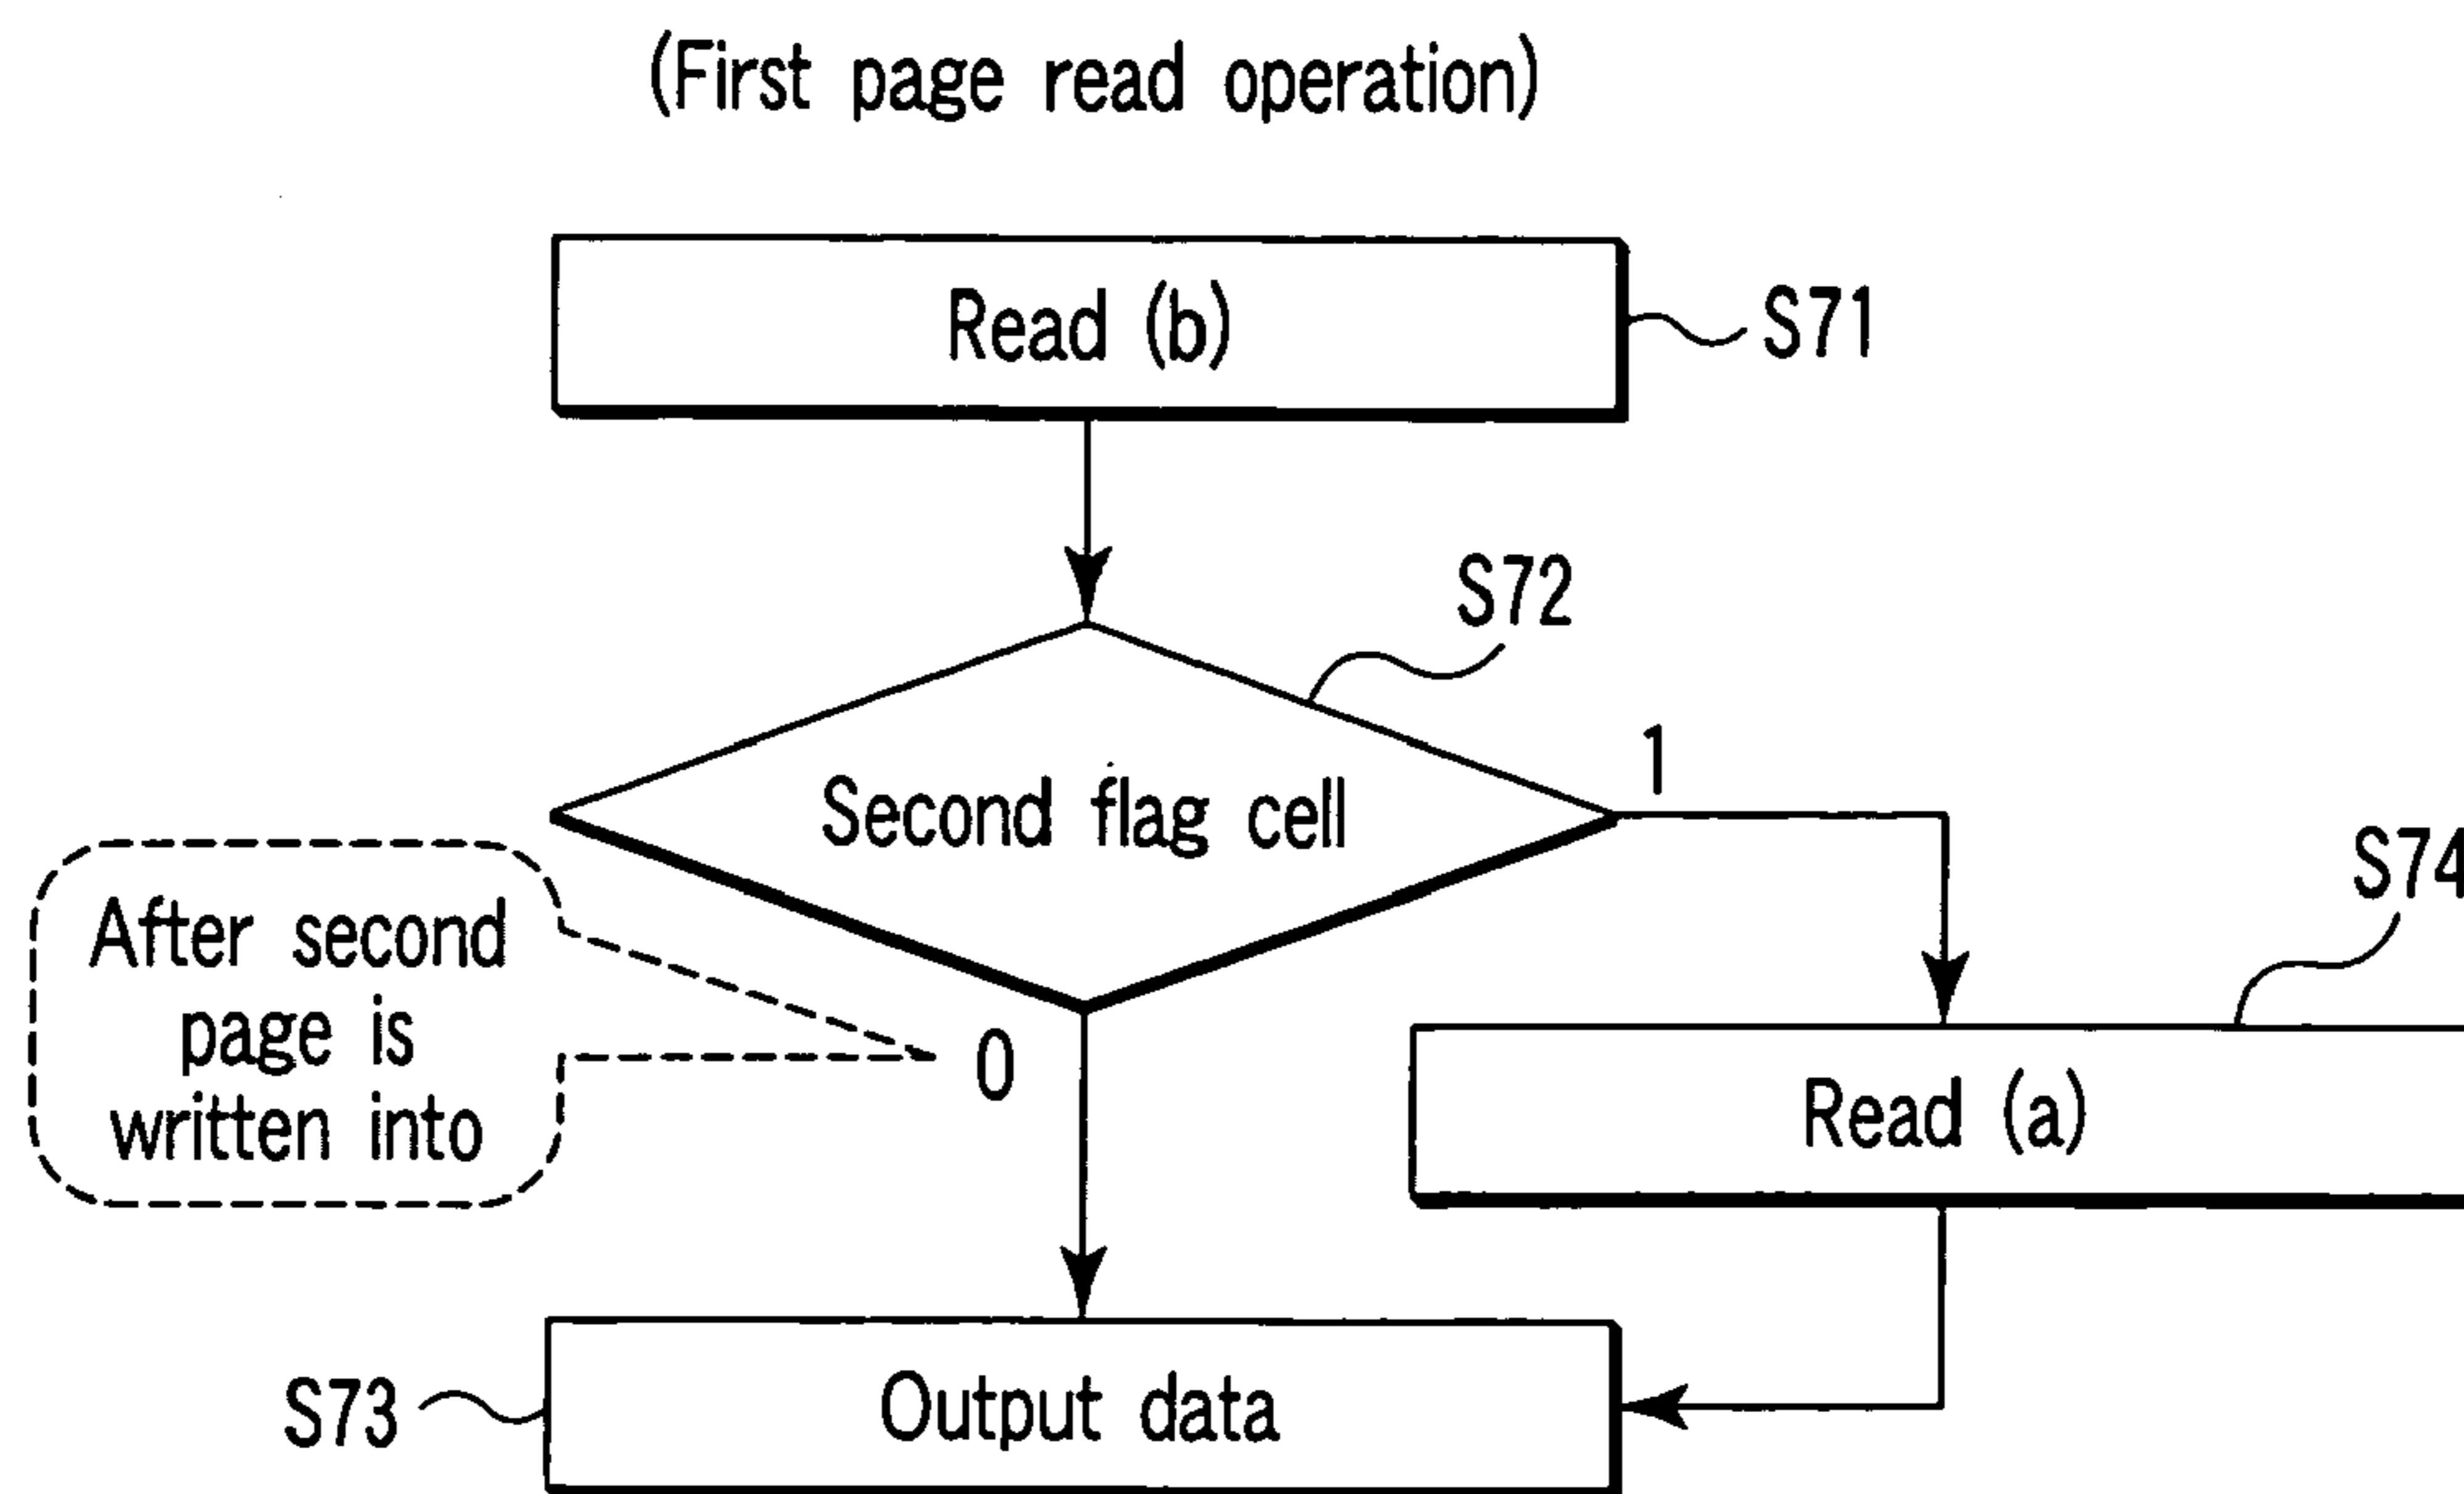 (First page read operation)
Read (b)
S71
S72
Second flag cell
1
S74
After second
page is
written into
0
Read (a)
S73
Output data